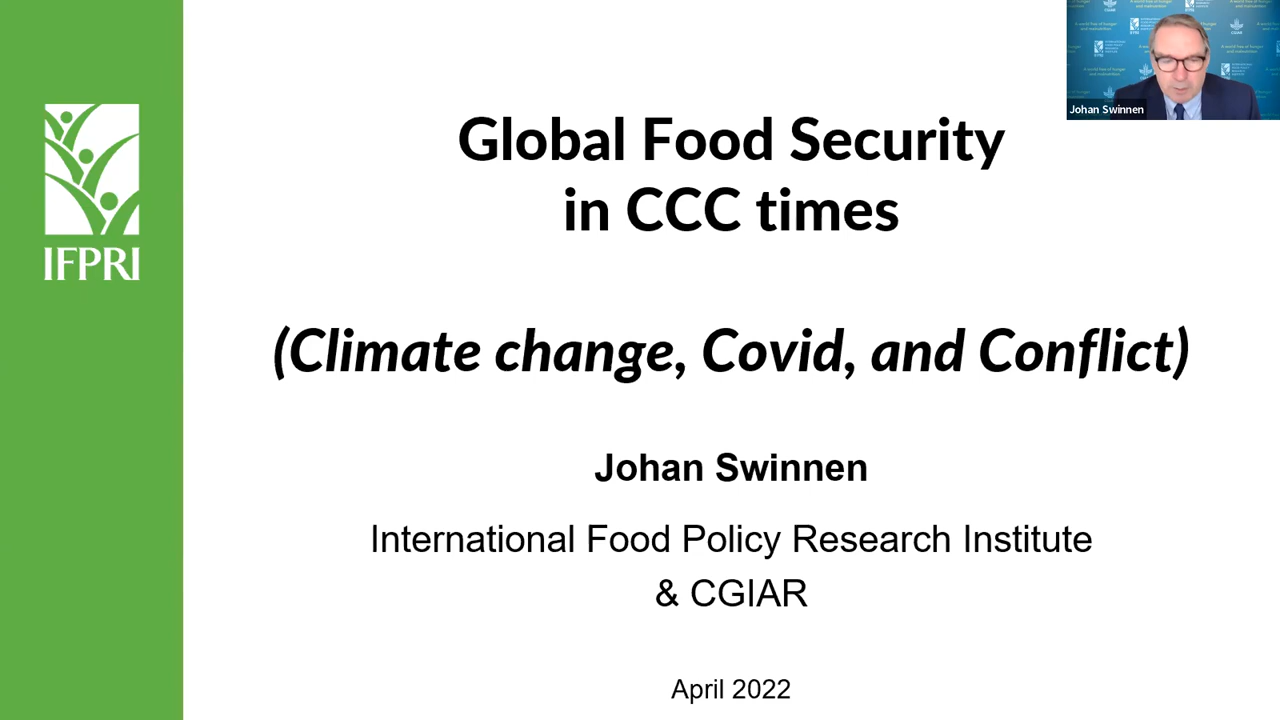 Global Food Security
in CCC times
(Climate change, Covid, and Conflict)
Johan Swinnen
International Food Policy Research Institute
& CGIAR
April 2022
IFPRI
Johan Swinnen